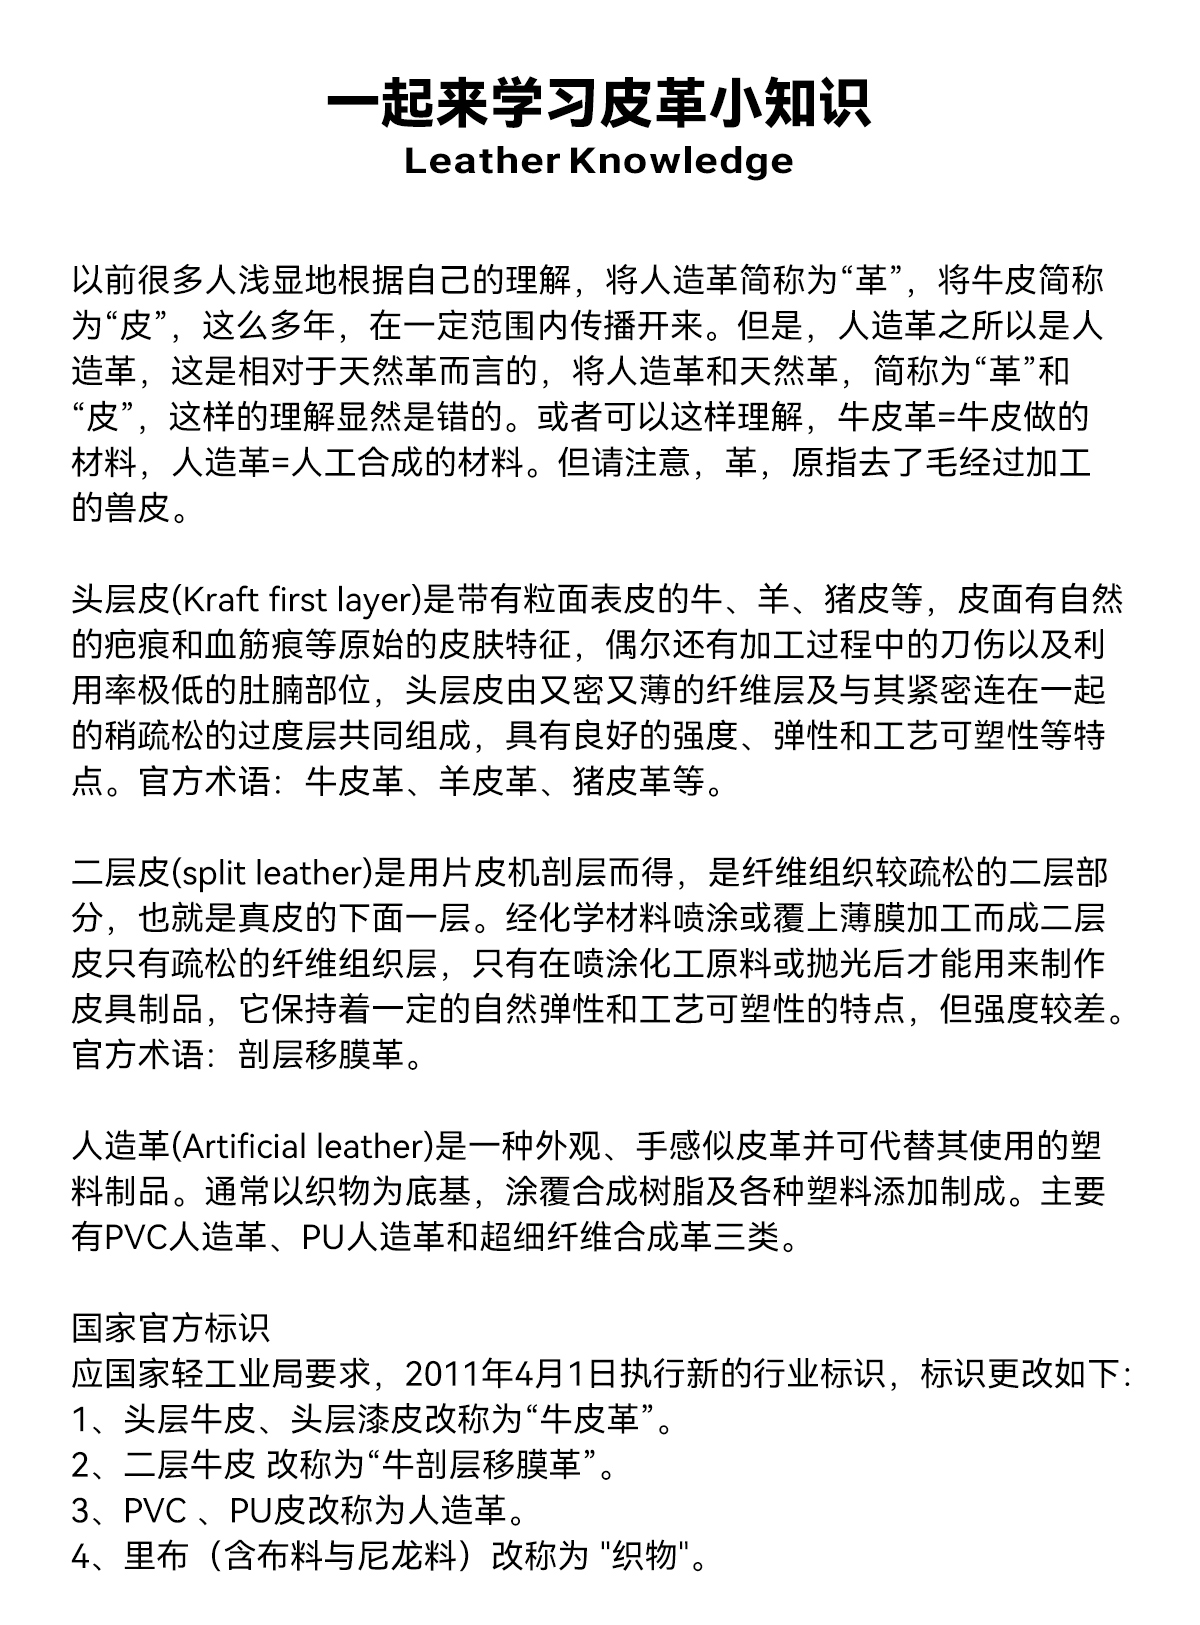 一起来学习皮革小知识
Leather Knowledge
以前很多人浅显地根据自己的理解，将人造革简称为“革”，将牛皮简称
为“皮”，这么多年，在一定范围内传播开来。但是，人造革之所以是人
造革，这是相对于天然革而言的，将人造革和天然革，简称为“革”和
“皮”，这样的理解显然是错的。或者可以这样理解，牛皮革=牛皮做的
材料，人造革=人工合成的材料。但请注意，革，原指去了毛经过加工
的兽皮。
头层皮(Kraft first layer)是带有粒面表皮的牛、羊、猪皮等，皮面有自然
的疤痕和血筋痕等原始的皮肤特征，偶尔还有加工过程中的刀伤以及利
用率极低的肚腩部位，头层皮由又密又薄的纤维层及与其紧密连在一起
的稍疏松的过度层共同组成，具有良好的强度、弹性和工艺可塑性等特
点。官方术语：牛皮革、羊皮革、猪皮革等。
二层皮(split leather)是用片皮机剖层而得，是纤维组织较疏松的二层部
分，也就是真皮的下面一层。经化学材料喷涂或覆上薄膜加工而成二层
皮只有疏松的纤维组织层，只有在喷涂化工原料或抛光后才能用来制作
皮具制品，它保持着一定的自然弹性和工艺可塑性的特点，但强度较差。
官方术语：剖层移膜革。
人造革(Artificial leather)是一种外观、手感似皮革并可代替其使用的塑
料制品。通常以织物为底基，涂覆合成树脂及各种塑料添加制成。主要
有PVC人造革、PU人造革和超细纤维合成革三类。
国家官方标识
应国家轻工业局要求，2011年4月1日执行新的行业标识，标识更改如下：
1、头层牛皮、头层漆皮改称为“牛皮革”。
2、二层牛皮 改称为“牛剖层移膜革”。
3、PVC 、PU皮改称为人造革。
4、里布（含布料与尼龙料）改称为 "织物"。